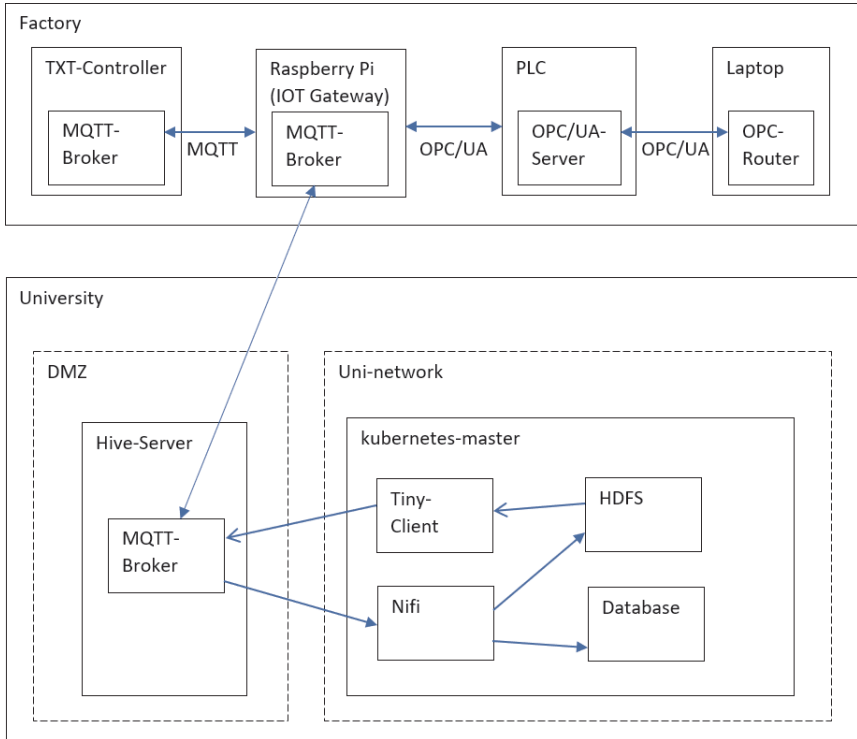 Factory
TXT-Controller
MQTT-
Broker
MQTT
Raspberry Pi
(IOT Gateway)
MQTT-
Broker
OPC/UA
PLC
OPC/UA-
Server
OPC/UA
Laptop
OPC-
Router
University
DMZ
Hive-Server
MQTT-
Broker
Uni-network
kubernetes-master
Tiny-
Client
HDFS
Nifi
Database